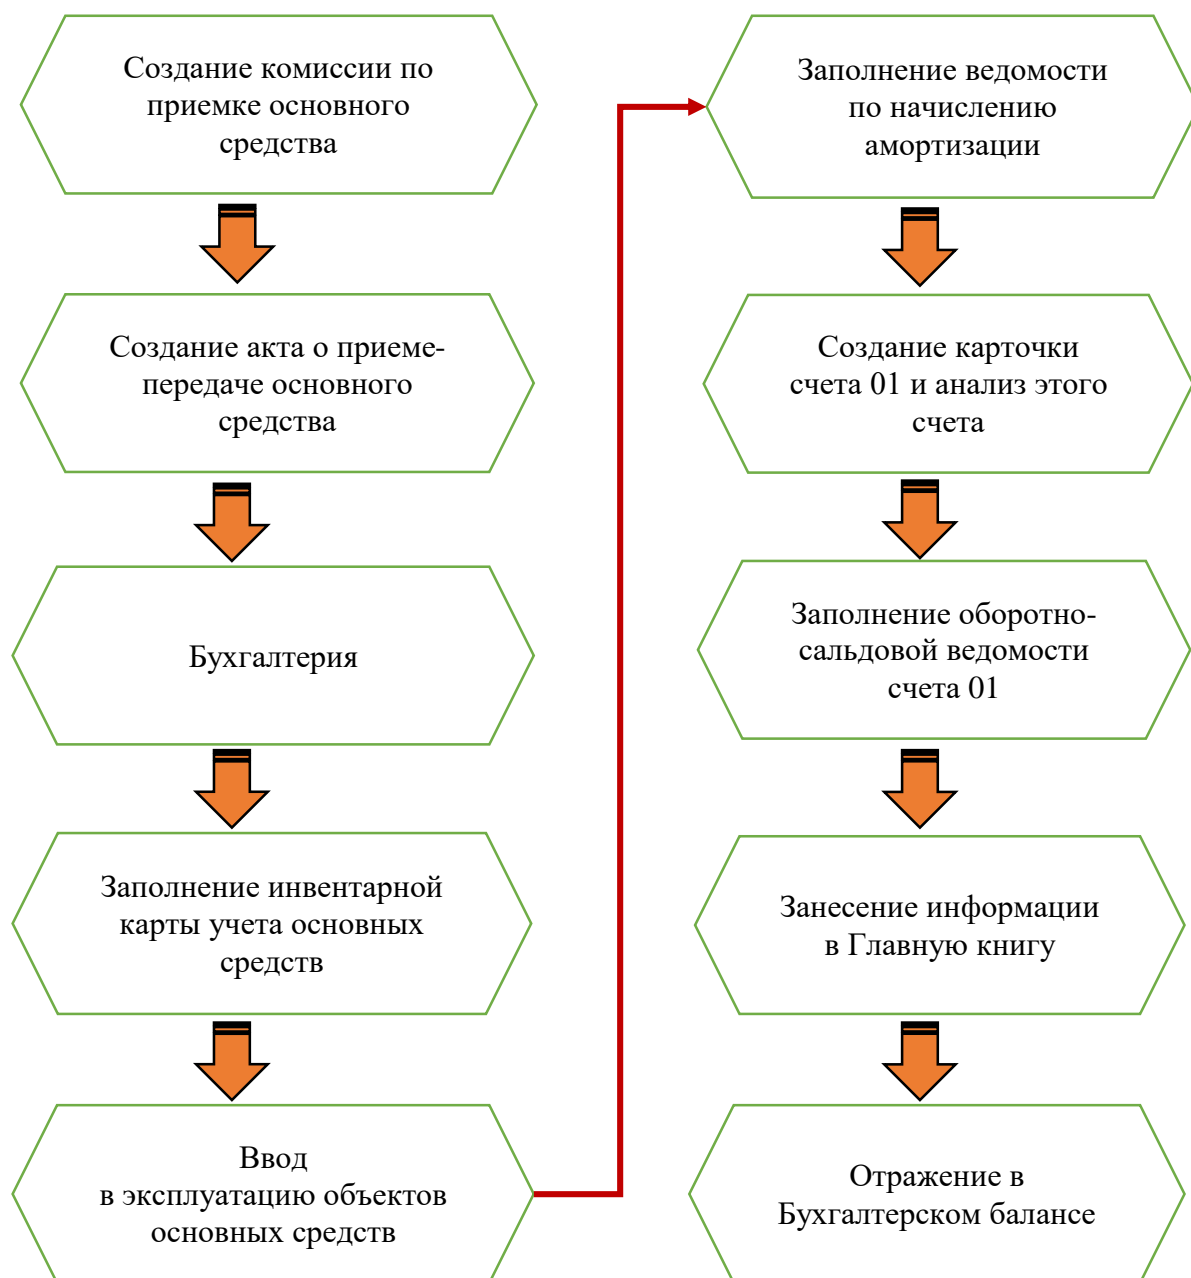 Создание комиссии по
приемке основного
средства
Создание акта о приеме-
передаче основного
средства
Бухгалтерия
Заполнение инвентарной
карты учета основных
средств
Ввод
в эксплуатацию объектов
основных средств
Заполнение ведомости
по начислению
амортизации
Создание карточки
счета 01 и анализ этого
счета
Заполнение оборотно-
сальдовой ведомости
счета 01
Занесение информации
в Главную книгу
Отражение в
Бухгалтерском балансе